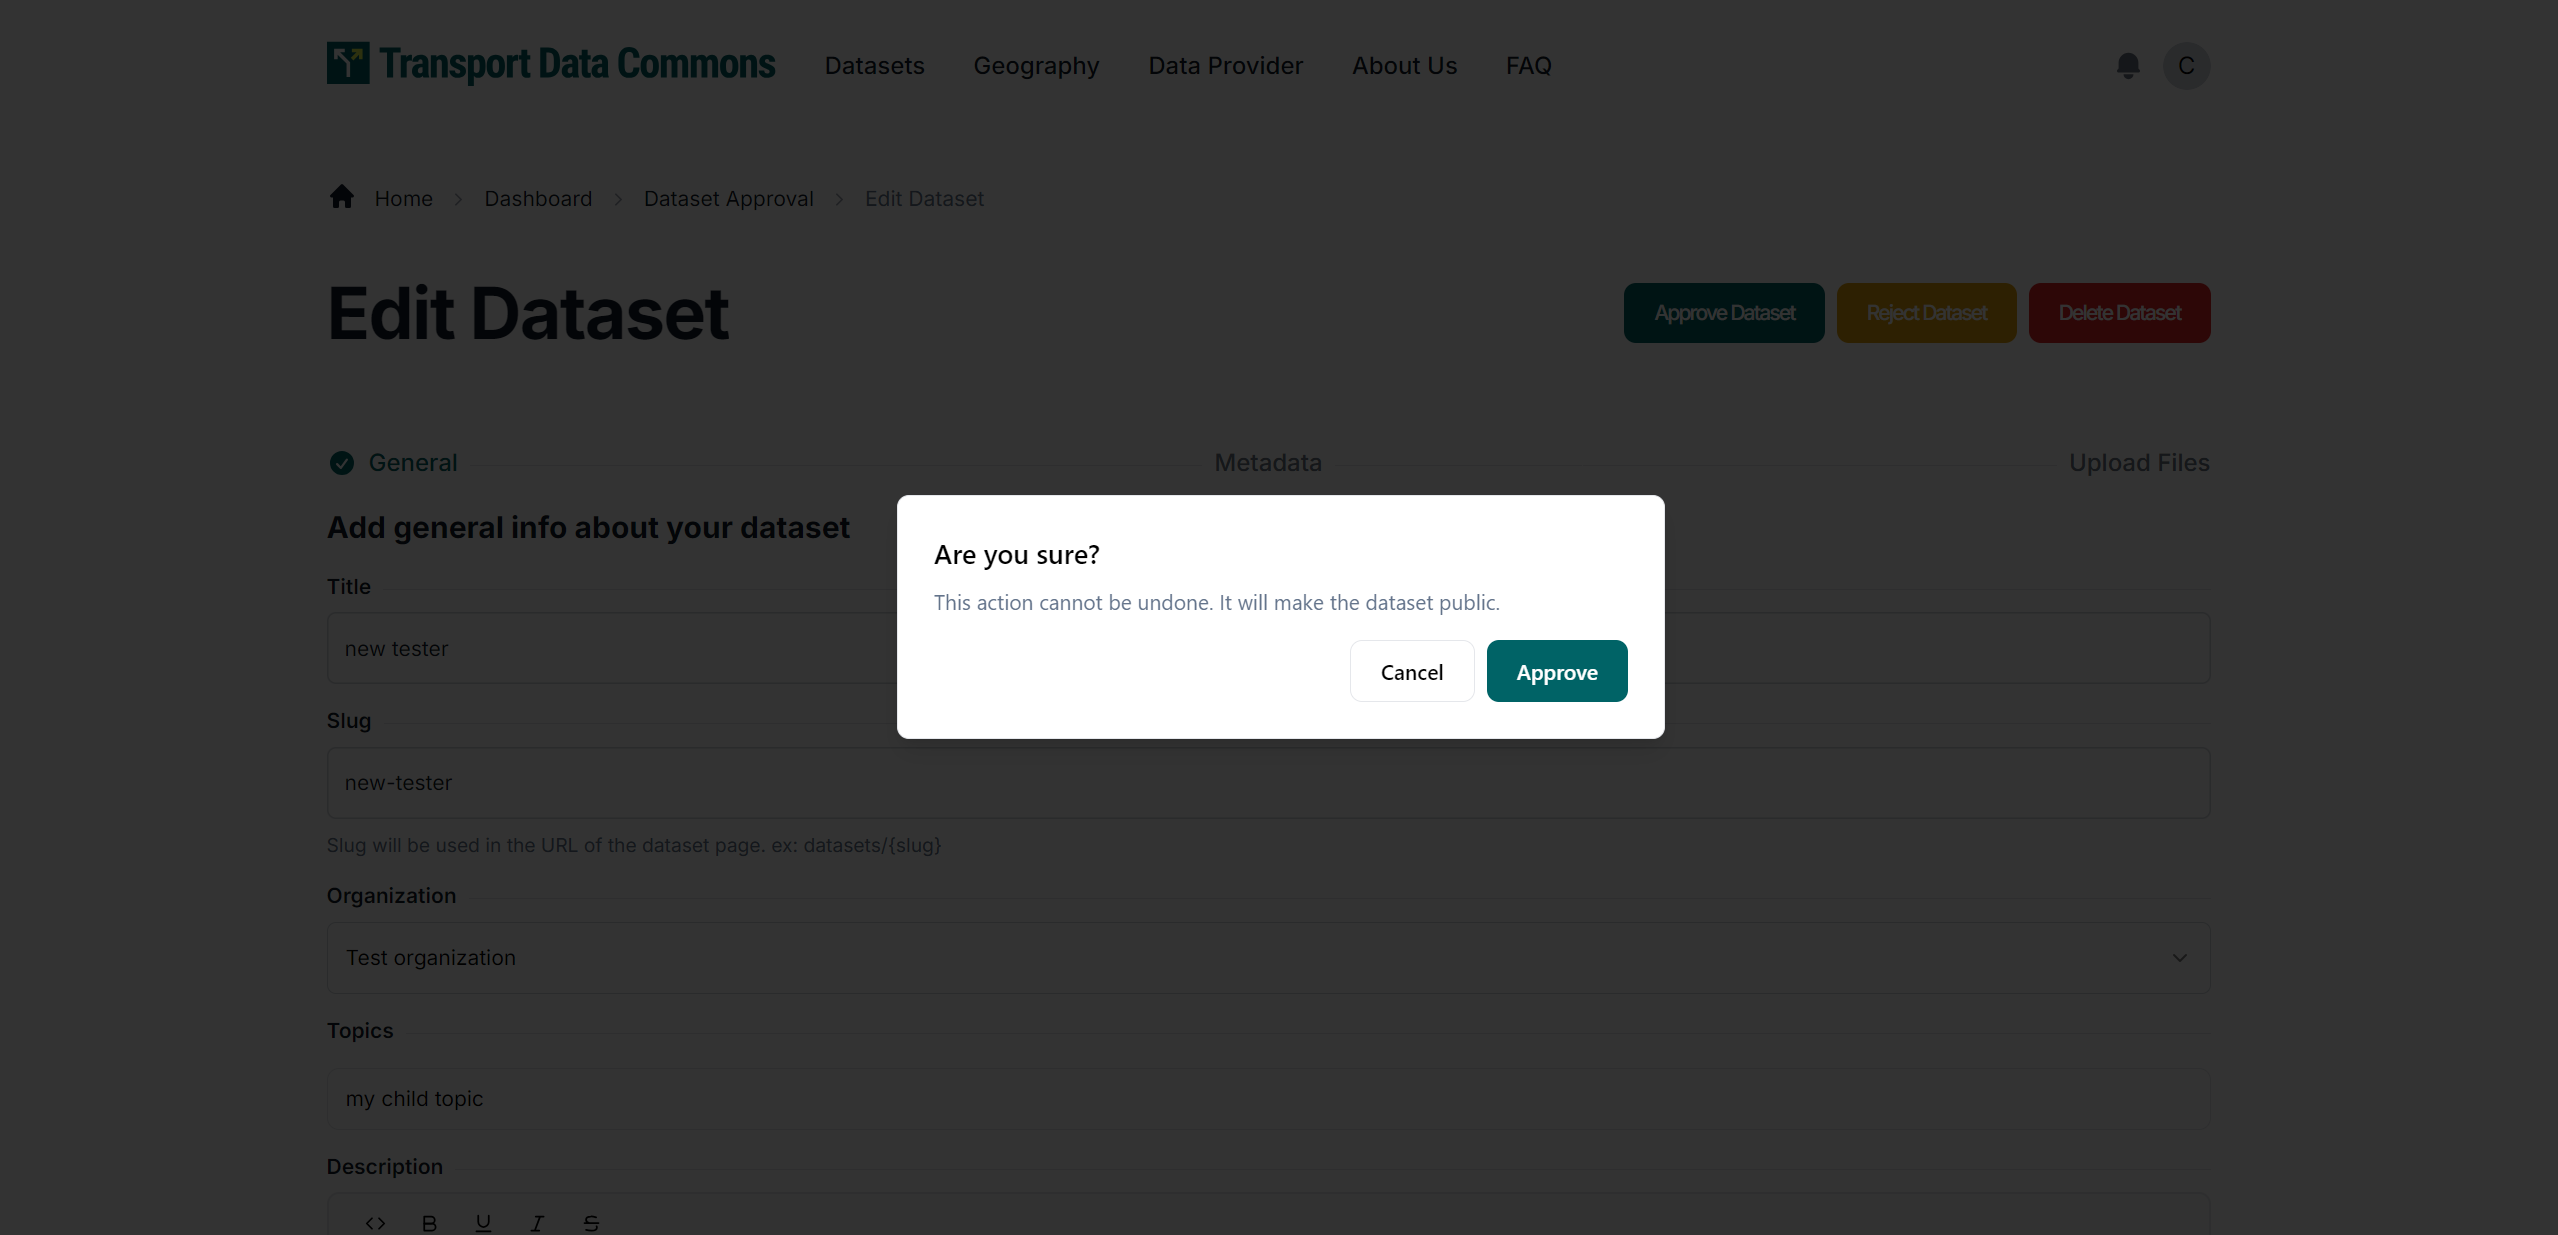 Transport Data Commons
Datasets
Geography
Data Provider
About Us
FAQ
C
Home
Dashboard
Dataset Approval
Edit Dataset
Edit Dataset
Approve Dataset
Reject Dataset
Delete Dataset
General
Metadata
Upload Files
Add general info about your dataset
Are you sure?
This action cannot be undone. It will make the dataset public.
Cancel
Approve
Title
new tester
Slug
new-tester
Slug will be used in the URL of the dataset page. ex: datasets/{slug}
Organization
Test organization
Topics
my child topic
Description
<> B U I S